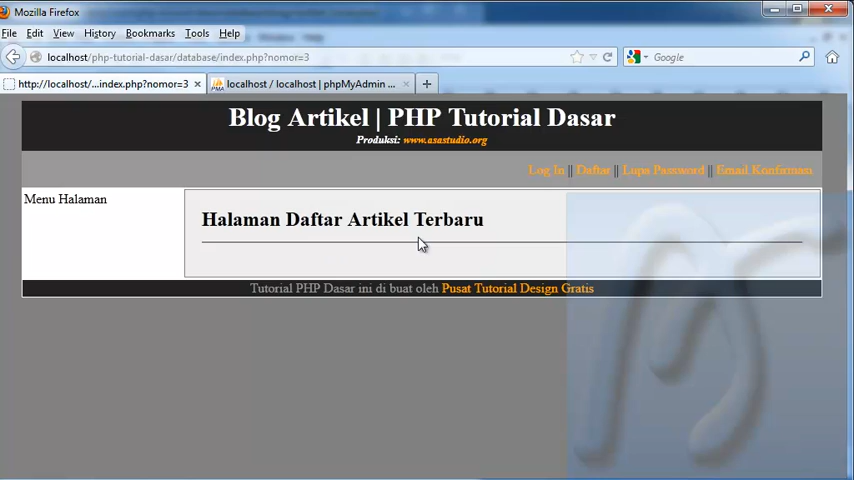 Mozilla Firefox
File Edit View History Bookmarks Tools Help
localhost/php-tutorial-dasar/database/index.php?nomor=3
Google
http://localhost/...index.php?nomor=3
localhost / localhost | phpMyAdmin ...
Blog Artikel | PHP Tutorial Dasar
Produksi: www.asastudio.org
Log In || Daftar || Lupa Password || Email Konfirmasi
Menu Halaman
Halaman Daftar Artikel Terbaru
Tutorial PHP Dasar ini di buat oleh Pusat Tutorial Design Gratis